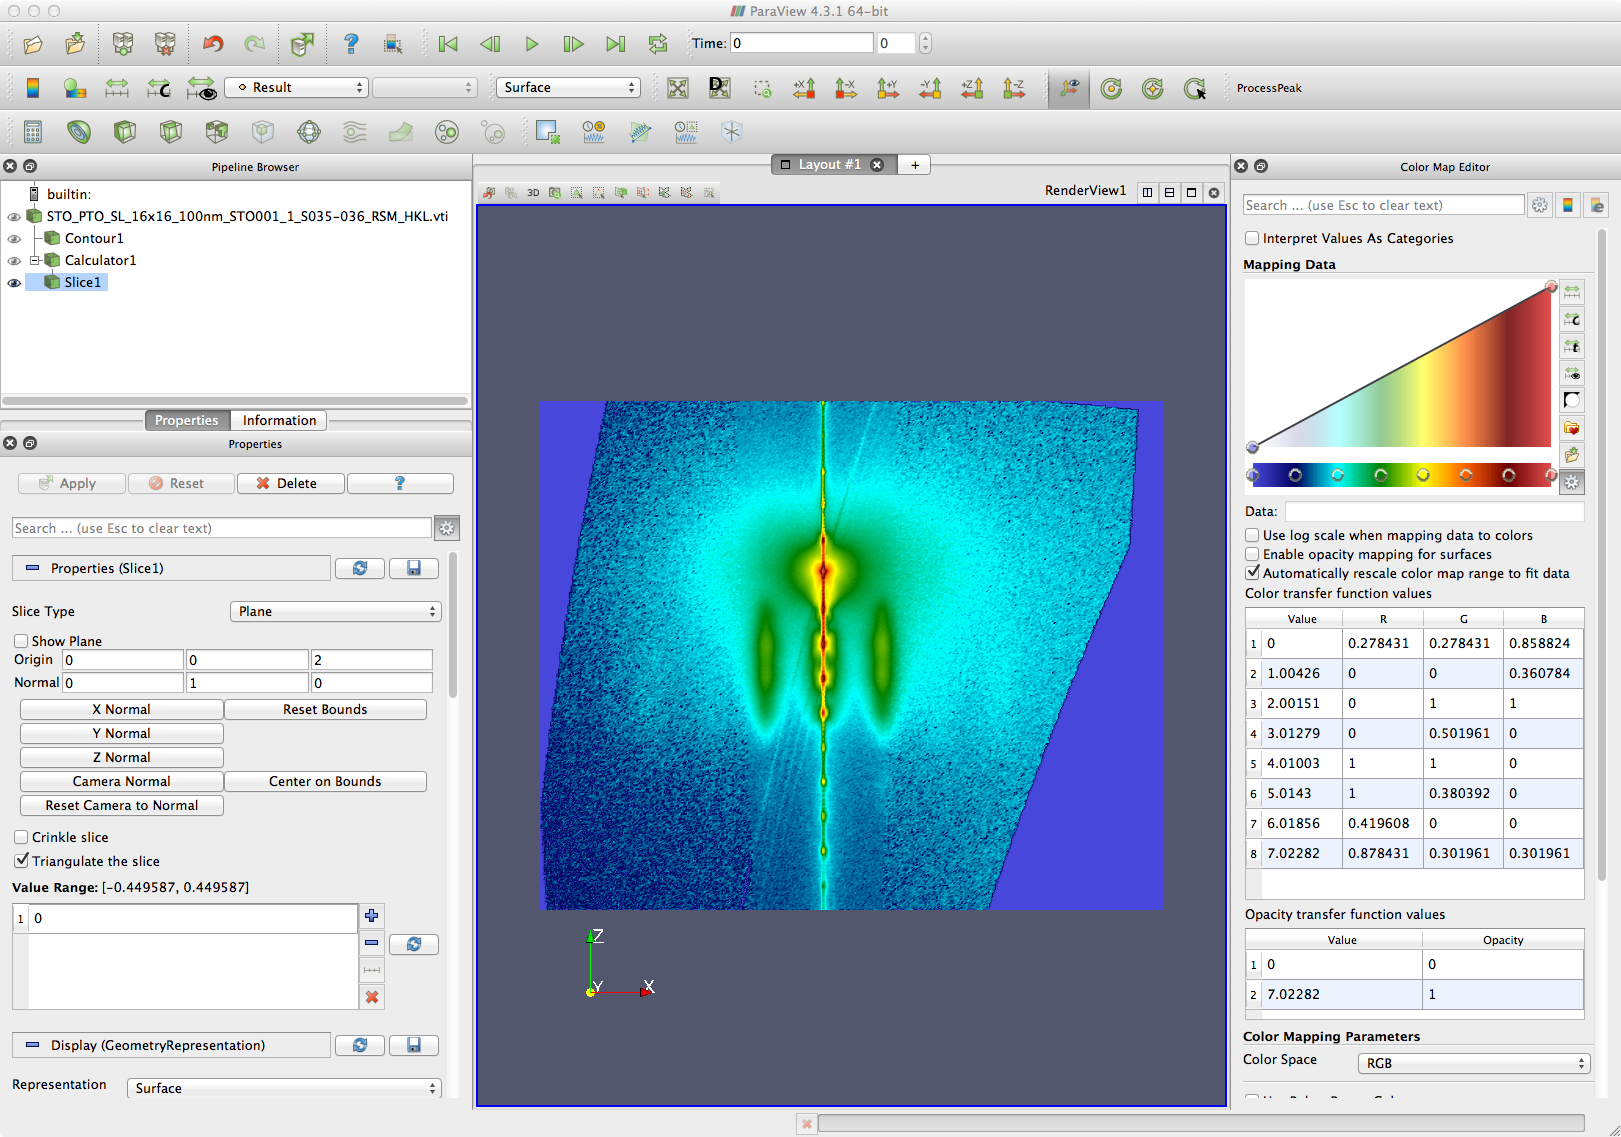 ParaView 4.3.1 64-bit
Time: 0 0
Result Surface ProcessPeak
+X -X +Y -Y +Z -Z
Pipeline Browser
builtin:
STO_PTO_SL_16x16_100nm_STO001_1_S035-036_RSM_HKL.vti
Contour1
Calculator1
Slice1
Properties Information
Properties
Apply Reset Delete ?
Search ... (use Esc to clear text)
Properties (Slice1)
Slice Type Plane
Show Plane
Origin 0 0 2
Normal 0 1 0
X Normal Reset Bounds
Y Normal
Z Normal
Camera Normal Center on Bounds
Reset Camera to Normal
Crinkle slice
Triangulate the slice
Value Range: [-0.449587, 0.449587]
1 0
Display (GeometryRepresentation)
Representation Surface
Layout #1 +
3D RenderView1
Z
Y X
Color Map Editor
Search ... (use Esc to clear text)
Interpret Values As Categories
Mapping Data
Data:
Use log scale when mapping data to colors
Enable opacity mapping for surfaces
Automatically rescale color map range to fit data
Color transfer function values
Value R G B
1 0 0.278431 0.278431 0.858824
2 1.00426 0 0 0.360784
3 2.00151 0 1 1
4 3.01279 0 0.501961 0
5 4.01003 1 1 0
6 5.0143 1 0.380392 0
7 6.01856 0.419608 0 0
8 7.02282 0.878431 0.301961 0.301961
Opacity transfer function values
Value Opacity
1 0 0
2 7.02282 1
Color Mapping Parameters
Color Space RGB